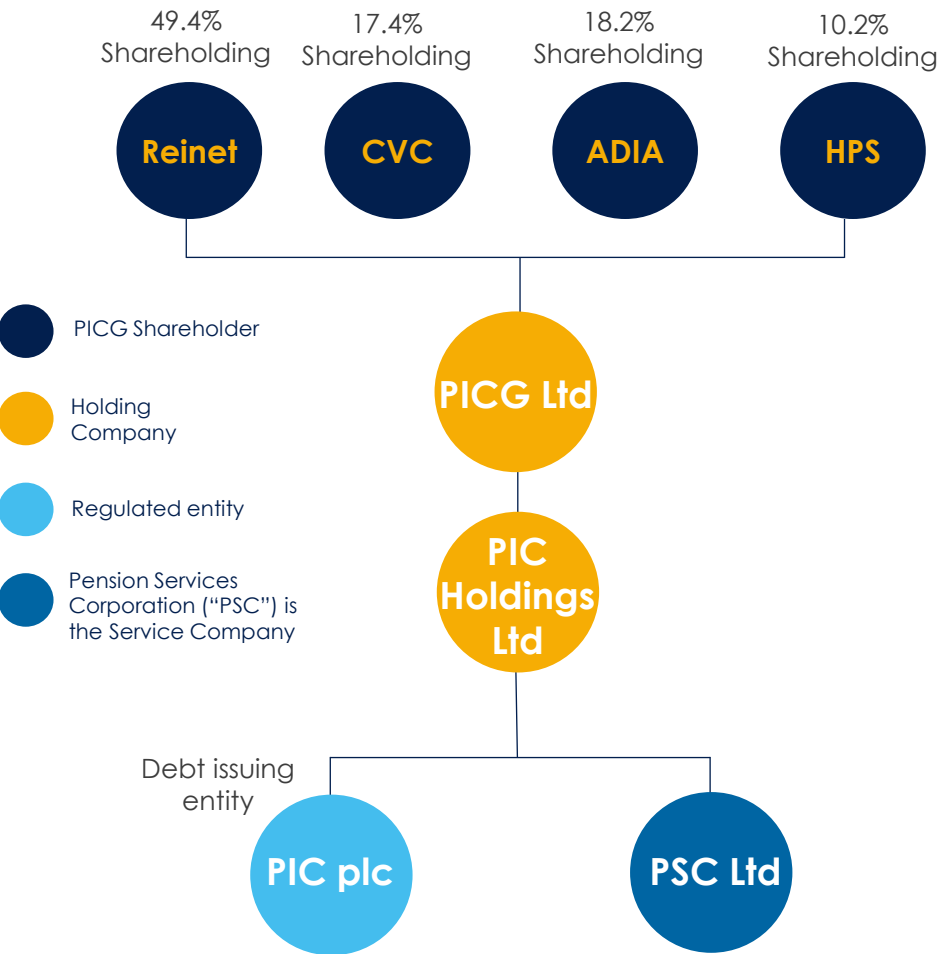 49.4%
Shareholding
17.4%
Shareholding
18.2%
Shareholding
10.2%
Shareholding
Reinet
CVC
ADIA
HPS
PICG Shareholder
Holding
Company
Regulated entity
Pension Services
Corporation (“PSC”) is
the Service Company
PICG Ltd
PIC
Holdings
Ltd
Debt issuing
entity
PIC plc
PSC Ltd